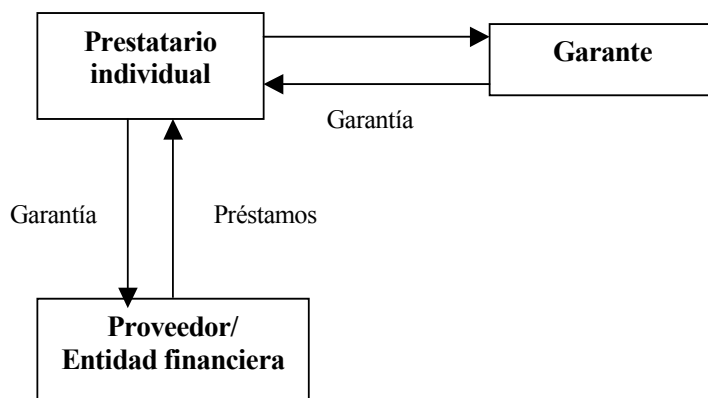 Prestatario
individual
Garante
Garantía
Garantía
Préstamos
Proveedor/
Entidad financiera